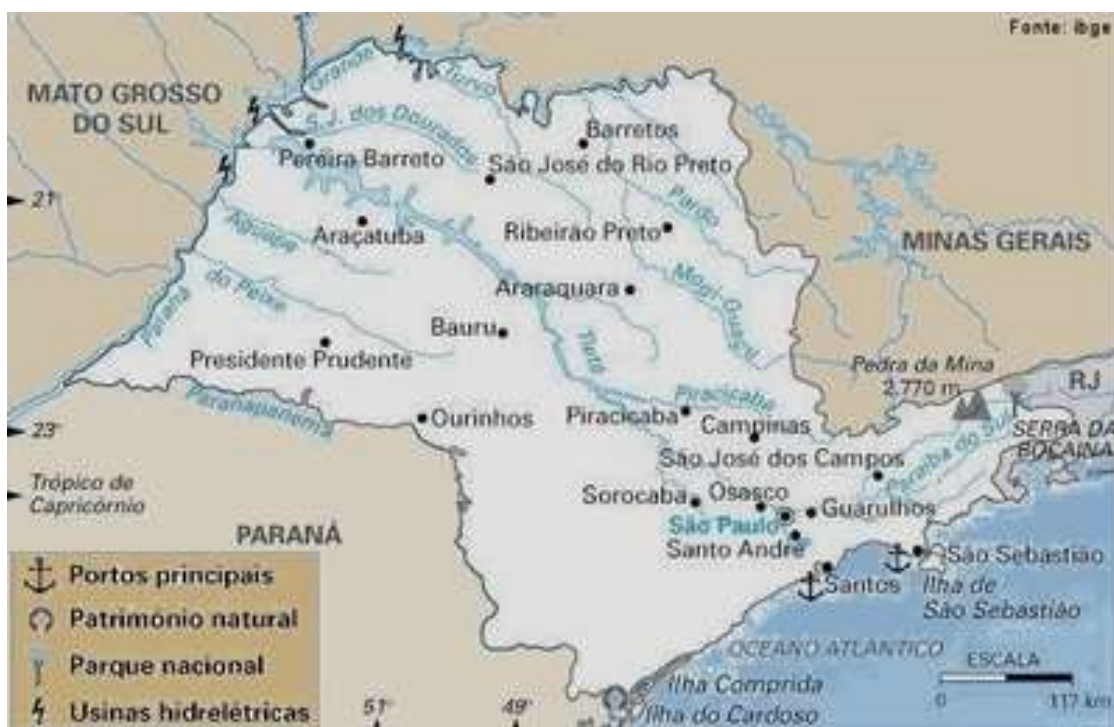 Fonte: ibge
MATO GROSSO
DO SUL
Grande
Turvo
S.J. dos Dourados
Barretos
Pereira Barreto
São José do Rio Preto
21°
Aguapeí
Araçatuba
Ribeirão Preto
Pardo
MINAS GERAIS
do Peixe
Araraquara
Mogi-Guaçu
Paraná
Bauru
Presidente Prudente
Tietê
Pedra da Mina
2.770 m
RJ
Paranapanema
Ourinhos
Piracicaba
Piracicaba
Campinas
23°
Paraíba do Sul
SERRA DA
BOCAINA
São José dos Campos
Trópico de
Capricórnio
Sorocaba
Osasco
Guarulhos
São Paulo
PARANÁ
Santo André
São Sebastião
Santos
Ilha de
São Sebastião
Portos principais
Patrimônio natural
Parque nacional
Usinas hidrelétricas
OCEANO ATLÂNTICO
ESCALA
0
117 km
Ilha Comprida
Ilha do Cardoso
51°
49°